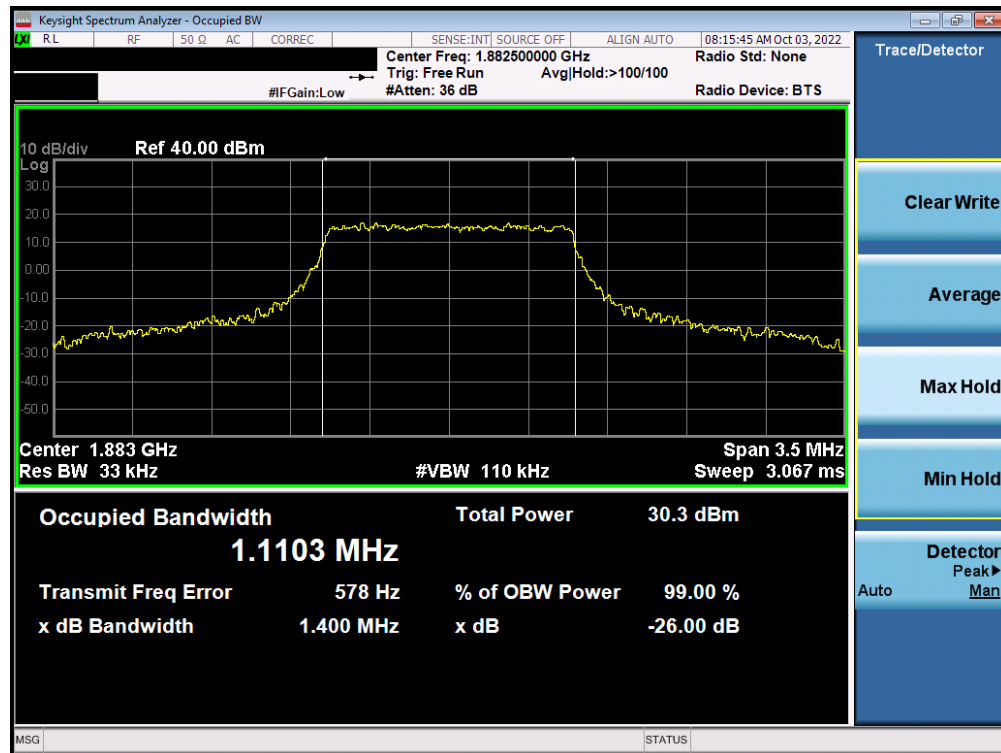 Keysight Spectrum Analyzer - Occupied BW
LXI RL RF 50 Ω AC CORREC SENSE:INT SOURCE OFF ALIGN AUTO 08:15:45 AM Oct 03, 2022
Center Freq: 1.882500000 GHz Radio Std: None
Trig: Free Run Avg|Hold:>100/100
#IFGain:Low #Atten: 36 dB Radio Device: BTS
10 dB/div Ref 40.00 dBm
Log
30.0
20.0
10.0
0.00
-10.0
-20.0
-30.0
-40.0
-50.0
Center 1.883 GHz Span 3.5 MHz
Res BW 33 kHz #VBW 110 kHz Sweep 3.067 ms
Occupied Bandwidth Total Power 30.3 dBm
1.1103 MHz
Transmit Freq Error 578 Hz % of OBW Power 99.00 %
x dB Bandwidth 1.400 MHz x dB -26.00 dB
MSG STATUS
Trace/Detector
Clear Write
Average
Max Hold
Min Hold
Detector
Peak▶
Auto Man